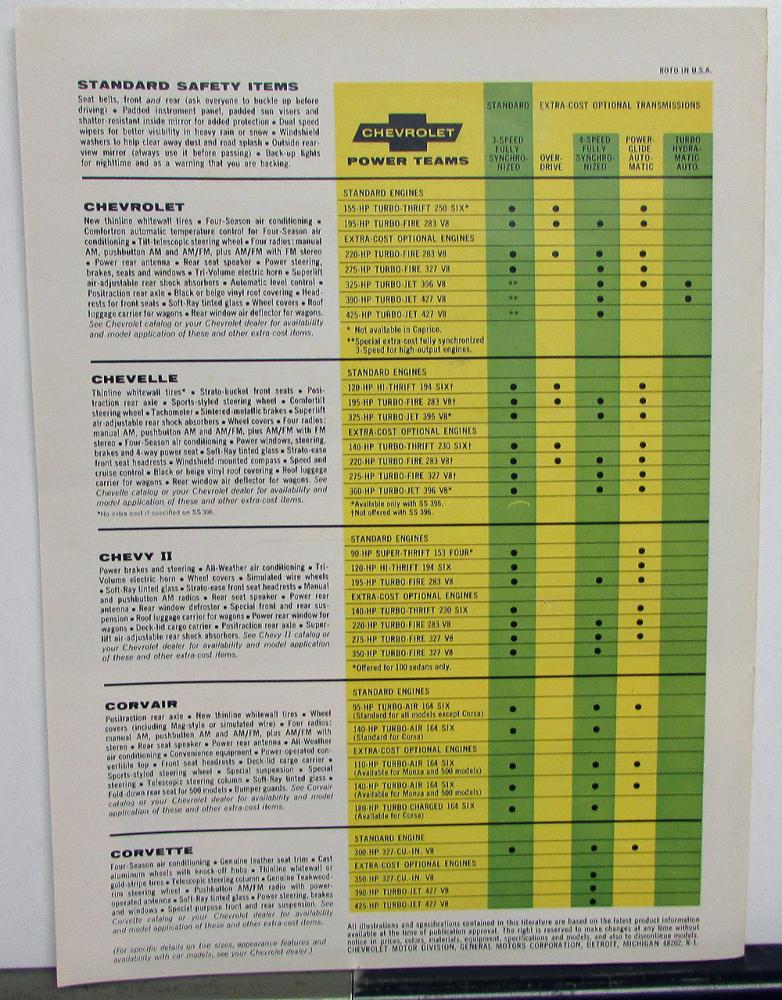 ROTO IN U.S.A.
STANDARD SAFETY ITEMS
Seat belts, front and rear (ask everyone to buckle up before
driving) • Padded instrument panel, padded sun visors and
shatter-resistant inside mirror for added protection • Dual speed
wipers for better visibility in heavy rain or snow • Windshield
washers to help clear away dust and road splash • Outside rear-
view mirror (always use it before passing) • Back-up lights
for nighttime and as a warning that you are backing.
CHEVROLET
New thinline whitewall tires • Four-Season air conditioning •
Comfortron automatic temperature control for Four-Season air
conditioning • Tilt-telescopic steering wheel • Four radios: manual
AM, pushbutton AM and AM/FM, plus AM/FM with FM stereo
• Power rear antenna • Rear seat speaker • Power steering,
brakes, seats and windows • Tri-Volume electric horn • Superlift
air-adjustable rear shock absorbers • Automatic level control •
Positraction rear axle • Black or beige vinyl roof covering • Head-
rests for front seats • Soft-Ray tinted glass • Wheel covers • Roof
luggage carrier for wagons • Rear window air deflector for wagons.
See Chevrolet catalog or your Chevrolet dealer for availability
and model application of these and other extra-cost items.
CHEVELLE
Thinline whitewall tires* • Strato-bucket front seats • Posi-
traction rear axle • Sports-styled steering wheel • Comfortilt
steering wheel • Tachometer • Sintered-metallic brakes • Superlift
air-adjustable rear shock absorbers • Wheel covers • Four radios:
manual AM, pushbutton AM and AM/FM, plus AM/FM with FM
stereo • Four-Season air conditioning • Power windows, steering,
brakes and 4-way power seat • Soft-Ray tinted glass • Strato-ease
front seat headrests • Windshield-mounted compass • Speed and
cruise control • Black or beige vinyl roof covering • Roof luggage
carrier for wagons • Rear window air deflector for wagons. See
Chevelle catalog or your Chevrolet dealer for availability and
model application of these and other extra-cost items.
*No extra cost if specified on SS 396.
CHEVY II
Power brakes and steering • All-Weather air conditioning • Tri-
Volume electric horn • Wheel covers • Simulated wire wheels
• Soft-Ray tinted glass • Strato-ease front seat headrests • Manual
and pushbutton AM radios • Rear seat speaker • Power rear
antenna • Rear window defroster • Special front and rear sus-
pension • Roof luggage carrier for wagons • Power rear window for
wagons • Deck-lid cargo carrier • Positraction rear axle • Super-
lift air-adjustable rear shock absorbers. See Chevy II catalog or
your Chevrolet dealer for availability and model application
of these and other extra-cost items.
CORVAIR
Positraction rear axle • New thinline whitewall tires • Wheel
covers (including Mag-style or simulated wire) • Four radios:
manual AM, pushbutton AM and AM/FM, plus AM/FM with
stereo • Rear seat speaker • Power rear antenna • All-Weather
air conditioning • Convenience equipment • Power-operated con-
vertible top • Front seat headrests • Deck-lid cargo carrier •
Sports-styled steering wheel • Special suspension • Special
steering • Telescopic steering column • Soft-Ray tinted glass •
Fold-down rear seat for 500 models • Bumper guards. See Corvair
catalog or your Chevrolet dealer for availability and model
application of these and other extra-cost items.
CORVETTE
Four-Season air conditioning • Genuine leather seat trim • Cast
aluminum wheels with knock-off hubs • Thinline whitewall or
gold-stripe tires • Telescopic steering column • Genuine Teakwood-
rim steering wheel • Pushbutton AM/FM radio with power-
operated antenna • Soft-Ray tinted glass • Power steering, brakes
and windows • Special-purpose front and rear suspension. See
Corvette catalog or your Chevrolet dealer for availability
and model application of these and other extra-cost items.
(For specific details on tire sizes, appearance features and
availability with car models, see your Chevrolet dealer.)
CHEVROLET
POWER TEAMS
STANDARD
EXTRA-COST OPTIONAL TRANSMISSIONS
3-SPEED
FULLY
SYNCHRO-
NIZED
OVER-
DRIVE
4-SPEED
FULLY
SYNCHRO-
NIZED
POWER-
GLIDE
AUTO-
MATIC
TURBO
HYDRA-
MATIC
AUTO.
STANDARD ENGINES
155-HP TURBO-THRIFT 250 SIX* • • •
195-HP TURBO-FIRE 283 V8 • • • •
EXTRA-COST OPTIONAL ENGINES
220-HP TURBO-FIRE 283 V8 • • • •
275-HP TURBO-FIRE 327 V8 • • •
325-HP TURBO-JET 396 V8 ** • • •
390-HP TURBO-JET 427 V8 ** • •
425-HP TURBO-JET 427 V8 ** •
* Not available in Caprice.
**Special extra-cost fully synchronized
3-Speed for high-output engines.
STANDARD ENGINES
120-HP HI-THRIFT 194 SIX† • • •
195-HP TURBO-FIRE 283 V8† • • • •
325-HP TURBO-JET 396 V8* • • •
EXTRA-COST OPTIONAL ENGINES
140-HP TURBO-THRIFT 230 SIX† • • •
220-HP TURBO-FIRE 283 V8† • • • •
275-HP TURBO-FIRE 327 V8† • • •
360-HP TURBO-JET 396 V8* • • •
*Available only with SS 396.
†Not offered with SS 396.
STANDARD ENGINES
90-HP SUPER-THRIFT 153 FOUR* • •
120-HP HI-THRIFT 194 SIX • •
195-HP TURBO-FIRE 283 V8 • • •
EXTRA-COST OPTIONAL ENGINES
140-HP TURBO-THRIFT 230 SIX • •
220-HP TURBO-FIRE 283 V8 • • •
275-HP TURBO-FIRE 327 V8 • • •
350-HP TURBO-FIRE 327 V8 • •
*Offered for 100 sedans only.
STANDARD ENGINES
95-HP TURBO-AIR 164 SIX • • •
(Standard for all models except Corsa)
140-HP TURBO-AIR 164 SIX • •
(Standard for Corsa)
EXTRA-COST OPTIONAL ENGINES
110-HP TURBO-AIR 164 SIX • • •
(Available for Monza and 500 models)
140-HP TURBO-AIR 164 SIX • • •
(Available for Monza and 500 models)
180-HP TURBO-CHARGED 164 SIX • •
(Available for Corsa)
STANDARD ENGINE
300-HP 327-CU.-IN. V8 • • •
EXTRA-COST OPTIONAL ENGINES
350-HP 327-CU.-IN. V8 •
390-HP TURBO-JET 427 V8 •
425-HP TURBO-JET 427 V8 •
All illustrations and specifications contained in this literature are based on the latest product information
available at the time of publication approval. The right is reserved to make changes at any time without
notice in prices, colors, materials, equipment, specifications and models, and also to discontinue models.
CHEVROLET MOTOR DIVISION, GENERAL MOTORS CORPORATION, DETROIT, MICHIGAN 48202. R-1.